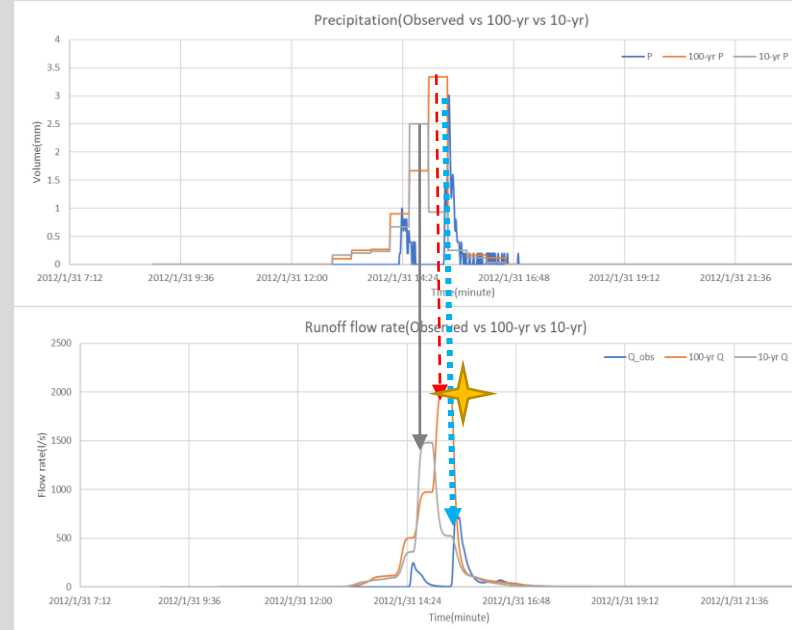 Precipitation(Observed vs 100-yr vs 10-yr)
P 100-yr P 10-yr P
4
3.5
3
2.5
2
1.5
1
0.5
0
Volume(mm)
2012/1/31 7:12 2012/1/31 9:36 2012/1/31 12:00 2012/1/31 14:24 2012/1/31 16:48 2012/1/31 19:12 2012/1/31 21:36
Time(minute)
Runoff flow rate(Observed vs 100-yr vs 10-yr)
Q_obs 100-yr Q 10-yr Q
2500
2000
1500
1000
500
0
Flow rate(l/s)
2012/1/31 7:12 2012/1/31 9:36 2012/1/31 12:00 2012/1/31 14:24 2012/1/31 16:48 2012/1/31 19:12 2012/1/31 21:36
Time(minute)